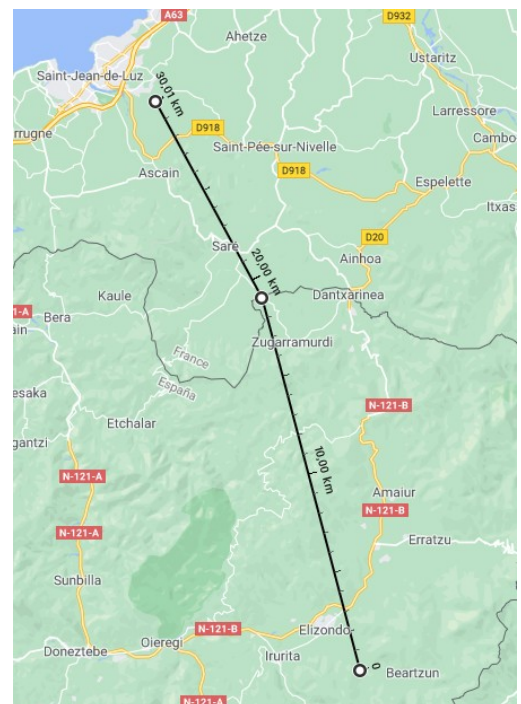 A63
D932
Ahetze
Ustaritz
Saint-Jean-de-Luz
30,01 km
Larressore
rrugne
D918
Cambo
Saint-Pée-sur-Nivelle
D918
Ascain
Espelette
Itxas
D20
Sare
Ainhoa
20,00 km
Kaule
Dantxarinea
1-A
Bera
ain
Zugarramurdi
France
España
esaka
Etchalar
N-121-B
gantzi
10,00 km
N-121-A
Amaiur
N-121-B
N-121-A
Erratzu
Sunbilla
N-121-B
Elizondo
Oieregi
Doneztebe
Irurita
0
Beartzun
N-121-A